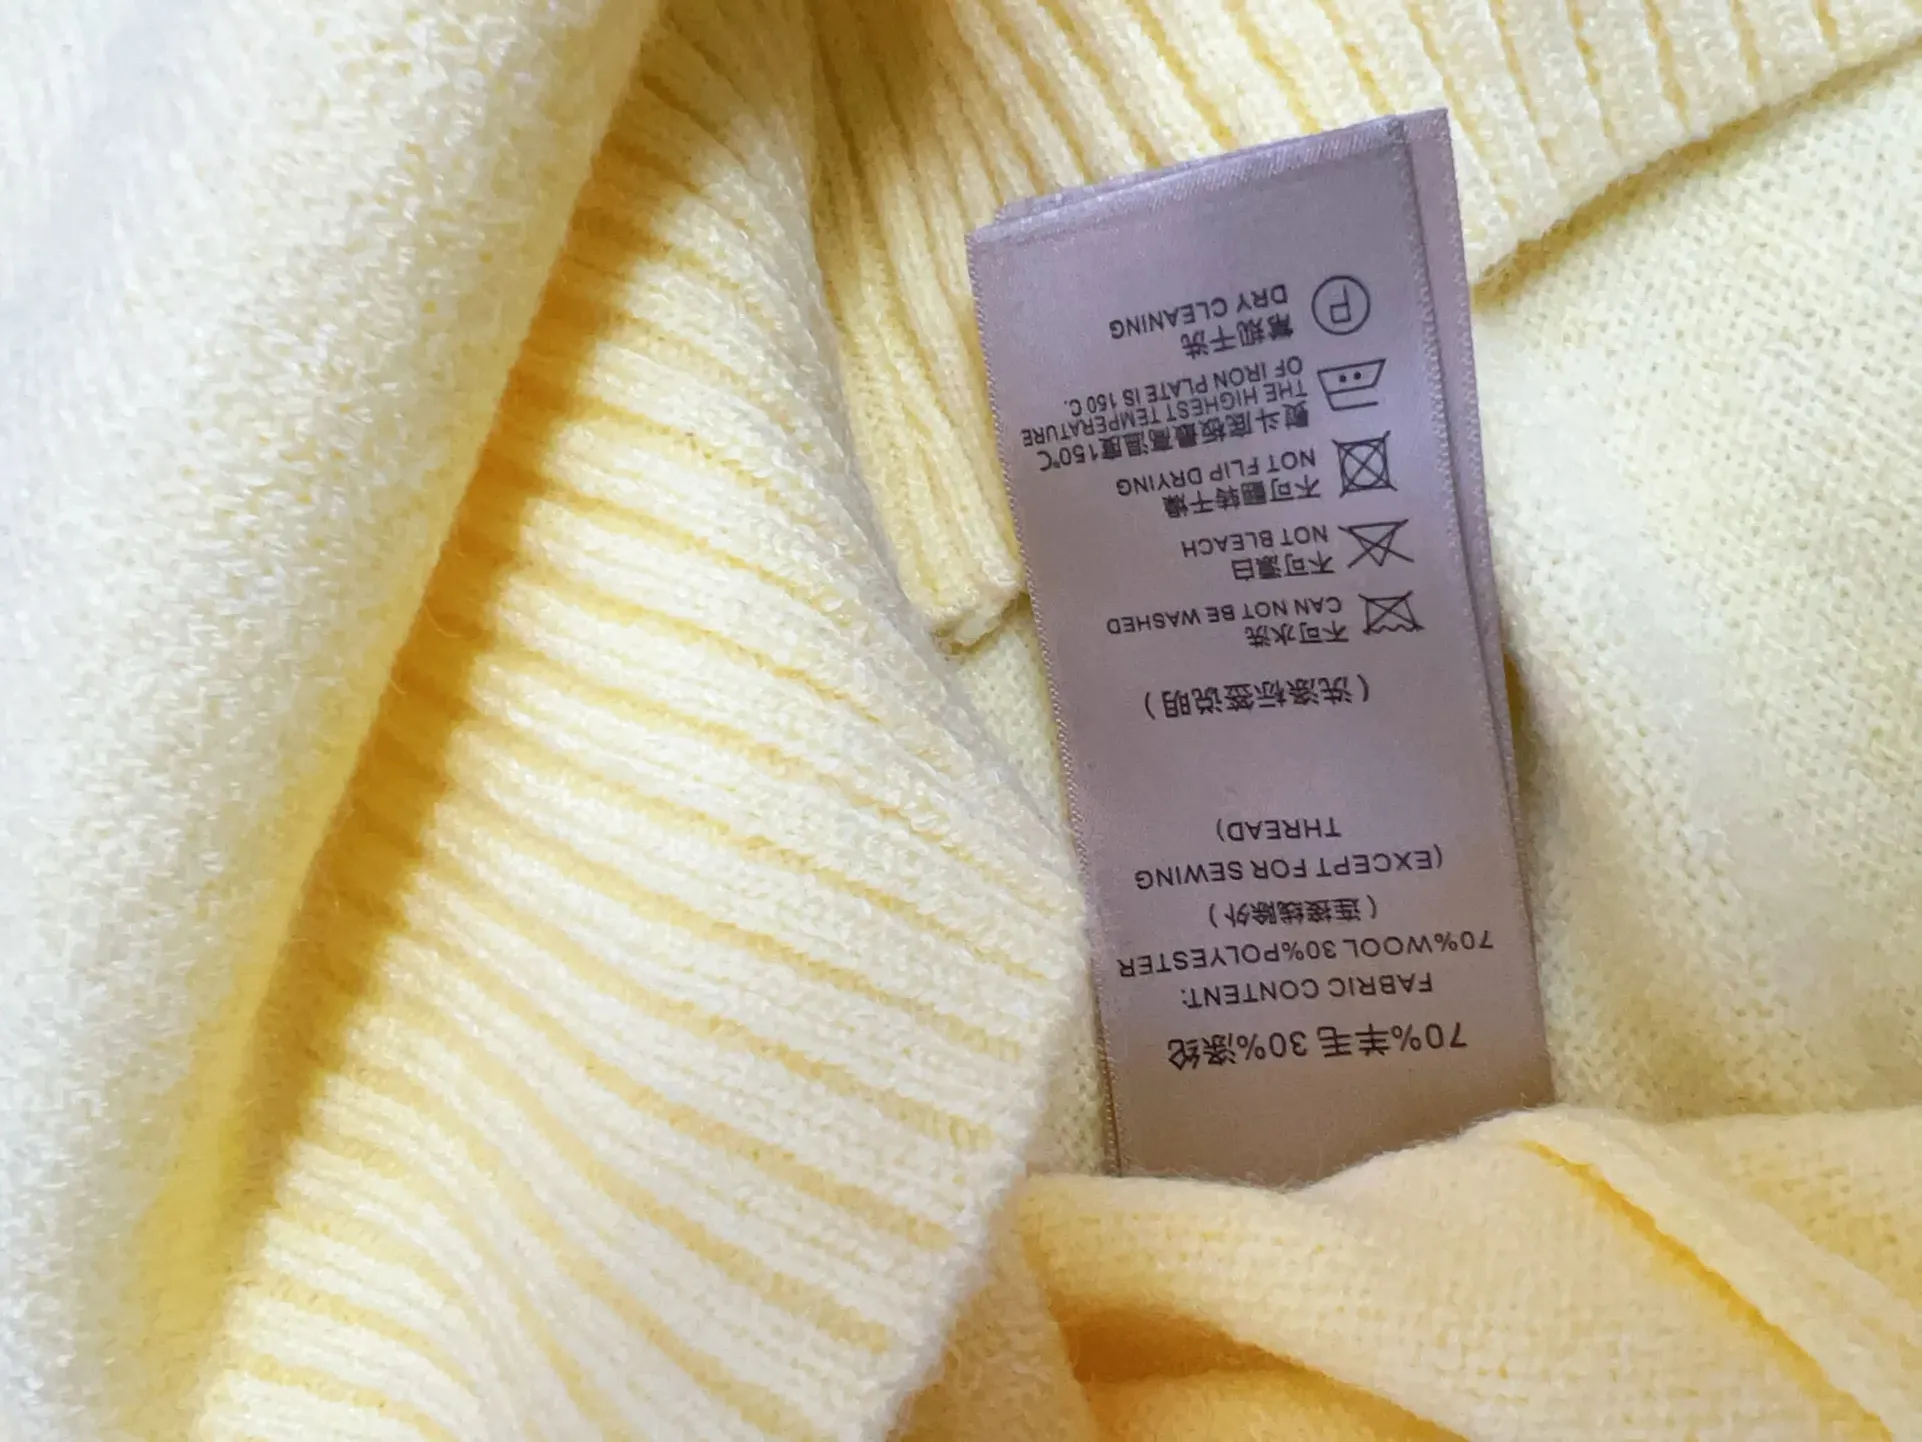 70%羊毛 30%涤纶
FABRIC CONTENT:
70%WOOL 30%POLYESTER
(连接线除外)
(EXCEPT FOR SEWING
THREAD)
(洗涤标签说明)
不可水洗
CAN NOT BE WASHED
不可漂白
NOT BLEACH
不可翻转干燥
NOT FLIP DRYING
熨斗底板最高温度150℃
THE HIGHEST TEMPERATURE
OF IRON PLATE IS 150 C.
常规干洗
DRY CLEANING
P